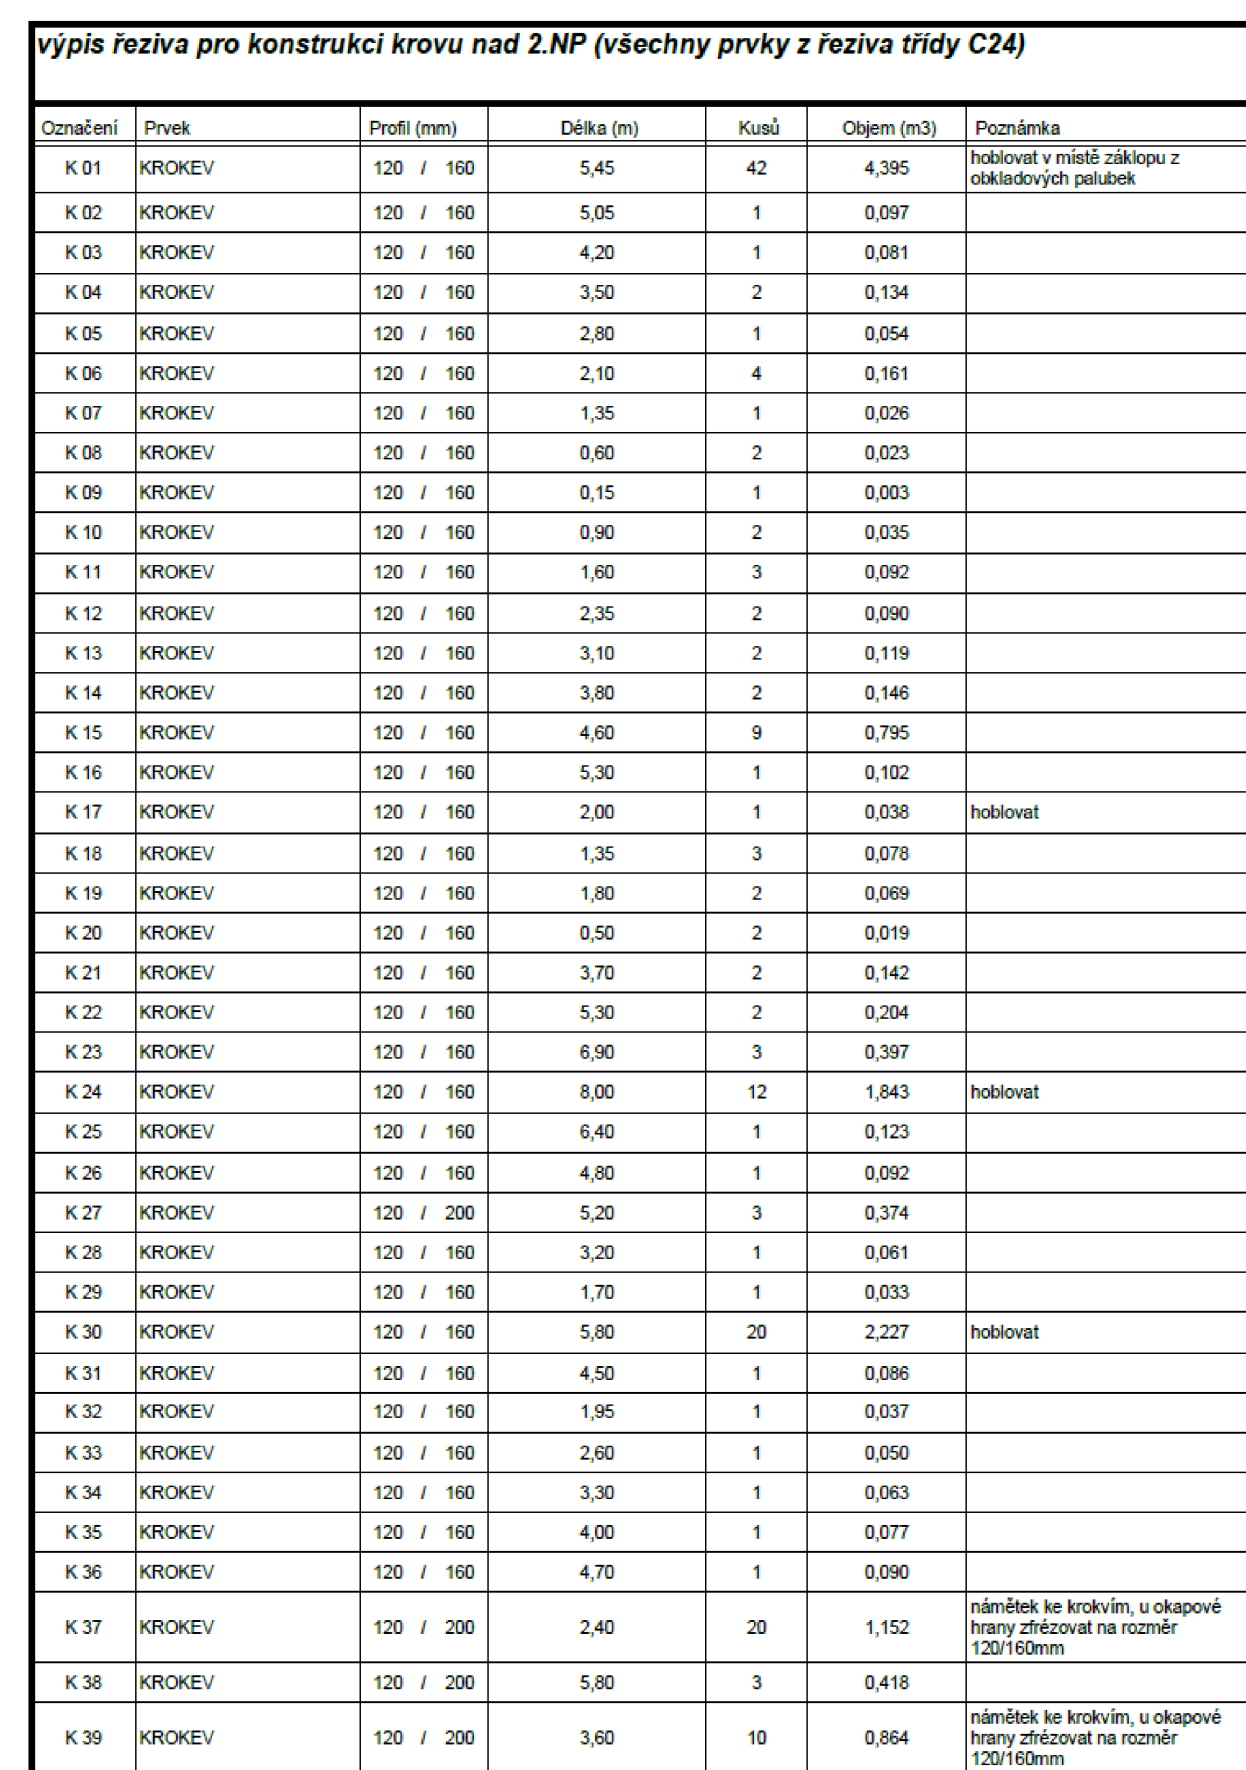 výpis řeziva pro konstrukci krovu nad 2.NP (všechny prvky z řeziva třídy C24)
Označení Prvek Profil (mm) Délka (m) Kusů Objem (m3) Poznámka
K 01 KROKEV 120 / 160 5,45 42 4,395 hoblovat v místě záklopu z
obkladových palubek
K 02 KROKEV 120 / 160 5,05 1 0,097
K 03 KROKEV 120 / 160 4,20 1 0,081
K 04 KROKEV 120 / 160 3,50 2 0,134
K 05 KROKEV 120 / 160 2,80 1 0,054
K 06 KROKEV 120 / 160 2,10 4 0,161
K 07 KROKEV 120 / 160 1,35 1 0,026
K 08 KROKEV 120 / 160 0,60 2 0,023
K 09 KROKEV 120 / 160 0,15 1 0,003
K 10 KROKEV 120 / 160 0,90 2 0,035
K 11 KROKEV 120 / 160 1,60 3 0,092
K 12 KROKEV 120 / 160 2,35 2 0,090
K 13 KROKEV 120 / 160 3,10 2 0,119
K 14 KROKEV 120 / 160 3,80 2 0,146
K 15 KROKEV 120 / 160 4,60 9 0,795
K 16 KROKEV 120 / 160 5,30 1 0,102
K 17 KROKEV 120 / 160 2,00 1 0,038 hoblovat
K 18 KROKEV 120 / 160 1,35 3 0,078
K 19 KROKEV 120 / 160 1,80 2 0,069
K 20 KROKEV 120 / 160 0,50 2 0,019
K 21 KROKEV 120 / 160 3,70 2 0,142
K 22 KROKEV 120 / 160 5,30 2 0,204
K 23 KROKEV 120 / 160 6,90 3 0,397
K 24 KROKEV 120 / 160 8,00 12 1,843 hoblovat
K 25 KROKEV 120 / 160 6,40 1 0,123
K 26 KROKEV 120 / 160 4,80 1 0,092
K 27 KROKEV 120 / 200 5,20 3 0,374
K 28 KROKEV 120 / 160 3,20 1 0,061
K 29 KROKEV 120 / 160 1,70 1 0,033
K 30 KROKEV 120 / 160 5,80 20 2,227 hoblovat
K 31 KROKEV 120 / 160 4,50 1 0,086
K 32 KROKEV 120 / 160 1,95 1 0,037
K 33 KROKEV 120 / 160 2,60 1 0,050
K 34 KROKEV 120 / 160 3,30 1 0,063
K 35 KROKEV 120 / 160 4,00 1 0,077
K 36 KROKEV 120 / 160 4,70 1 0,090
K 37 KROKEV 120 / 200 2,40 20 1,152 námětek ke krokvím, u okapové
hrany zfrézovat na rozměr
120/160mm
K 38 KROKEV 120 / 200 5,80 3 0,418
K 39 KROKEV 120 / 200 3,60 10 0,864 námětek ke krokvím, u okapové
hrany zfrézovat na rozměr
120/160mm